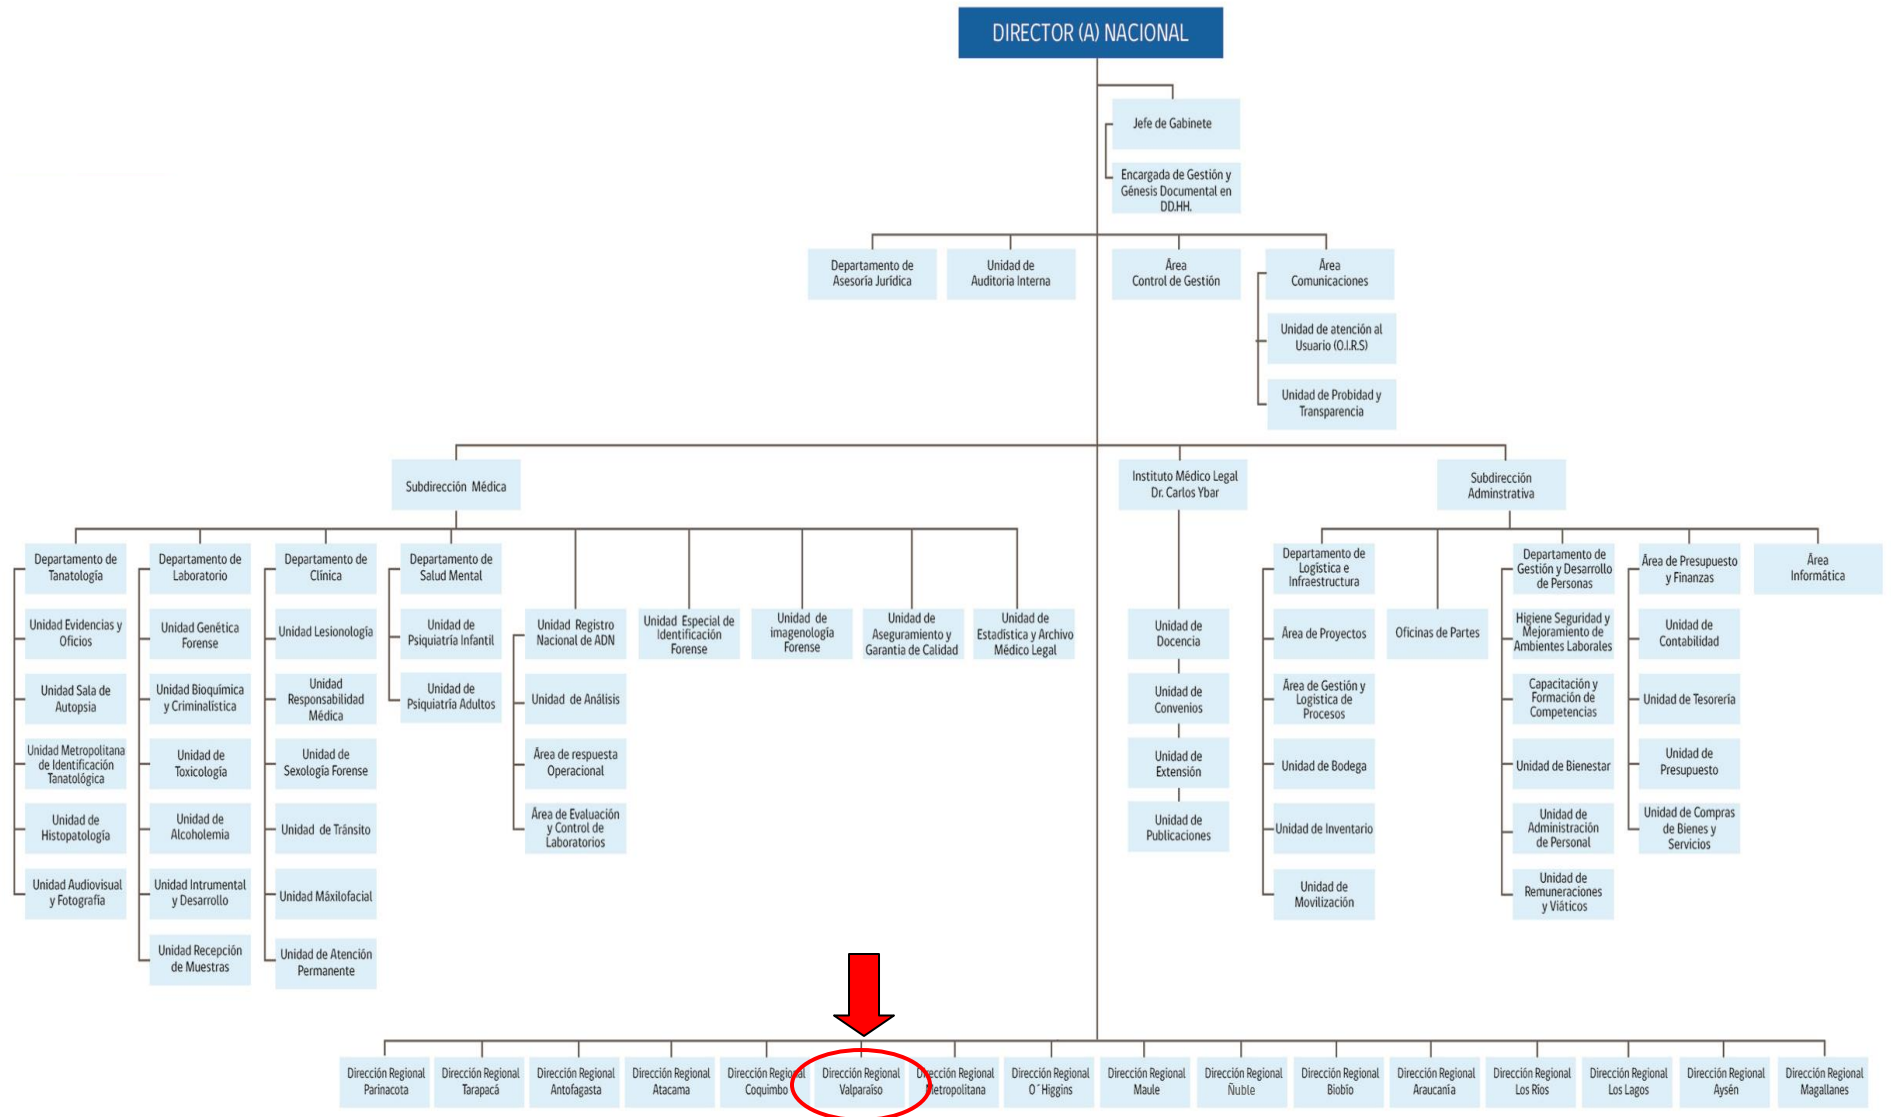 DIRECTOR (A) NACIONAL
Jefe de Gabinete
Encargada de Gestión y
Génesis Documental en
DD.HH.
Departamento de
Asesoría Jurídica
Unidad de
Auditoria Interna
Área
Control de Gestión
Área
Comunicaciones
Unidad de atención al
Usuario (O.I.R.S)
Unidad de Probidad y
Transparencia
Subdirección Médica
Instituto Médico Legal
Dr. Carlos Ybar
Subdirección
Adminstrativa
Departamento de
Tanatología
Unidad Evidencias y
Oficios
Unidad Sala de
Autopsia
Unidad Metropolitana
de Identificación
Tanatológica
Unidad de
Histopatología
Unidad Audiovisual
y Fotografía
Departamento de
Laboratorio
Unidad Genética
Forense
Unidad Bioquímica
y Criminalística
Unidad de
Toxicología
Unidad de
Alcoholemia
Unidad Intrumental
y Desarrollo
Unidad Recepción
de Muestras
Departamento de
Clínica
Unidad Lesionología
Unidad
Responsabilidad
Médica
Unidad de
Sexología Forense
Unidad de Tránsito
Unidad Máxilofacial
Unidad de Atención
Permanente
Departamento de
Salud Mental
Unidad de
Psiquiatría Infantil
Unidad de
Psiquiatría Adultos
Unidad Registro
Nacional de ADN
Unidad de Análisis
Área de respuesta
Operacional
Área de Evaluación
y Control de
Laboratorios
Unidad Especial de
Identificación
Forense
Unidad de
imagenología
Forense
Unidad de
Aseguramiento y
Garantia de Calidad
Unidad de
Estadística y Archivo
Médico Legal
Unidad de
Docencia
Unidad de
Convenios
Unidad de
Extensión
Unidad de
Publicaciones
Departamento de
Logística e
Infraestructura
Área de Proyectos
Área de Gestión y
Logistica de
Procesos
Unidad de Bodega
Unidad de Inventario
Unidad de
Movilización
Oficinas de Partes
Departamento de
Gestión y Desarrollo
de Personas
Higiene Seguridad y
Mejoramiento de
Ambientes Laborales
Capacitación y
Formación de
Competencias
Unidad de Bienestar
Unidad de
Administración
de Personal
Unidad de
Remuneraciones
y Viáticos
Área de Presupuesto
y Finanzas
Unidad de
Contabilidad
Unidad de Tesorería
Unidad de
Presupuesto
Unidad de Compras
de Bienes y
Servicios
Área
Informática
Dirección Regional
Parinacota
Dirección Regional
Tarapacá
Dirección Regional
Antofagasta
Dirección Regional
Atacama
Dirección Regional
Coquimbo
Dirección Regional
Valparaíso
Dirección Regional
Metropolitana
Dirección Regional
O´Higgins
Dirección Regional
Maule
Dirección Regional
Ñuble
Dirección Regional
Biobío
Dirección Regional
Araucanía
Dirección Regional
Los Ríos
Dirección Regional
Los Lagos
Dirección Regional
Aysén
Dirección Regional
Magallanes